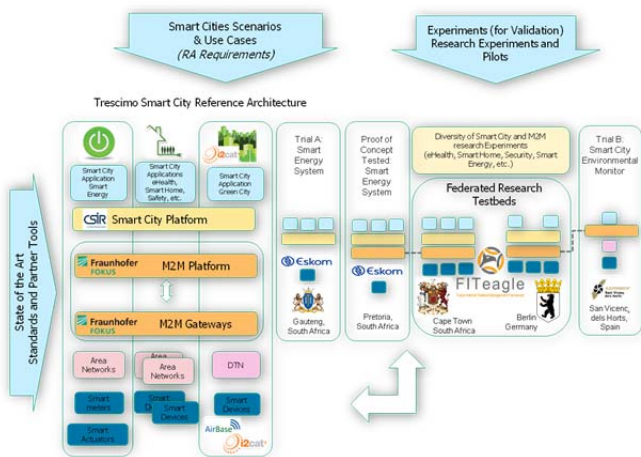 Smart Cities Scenarios
& Use Cases
(RA Requirements)
Experiments (for Validation)
Research Experiments and
Pilots
Trescimo Smart City Reference Architecture
State of the Art
Standards and Partner Tools
Smart City
Application
Smart
Energy
Smart City
Applications
eHealth,
Smart Home,
Safety, etc.
i2cat
Smart City
Application
Green City
CSIR
Smart City Platform
Fraunhofer
FOKUS
M2M Platform
Fraunhofer
FOKUS
M2M Gateways
Area
Networks
Area
Networks
Area
Networks
DTN
Smart
meters
Smart
Smart
Devices
Smart
Devices
Smart
Actuators
AirBase
i2cat
Trial A:
Smart
Energy
System
Eskom
Gauteng,
South Africa
Proof of
Concept
Tested:
Smart
Energy
System
Eskom
Pretoria,
South Africa
Diversity of Smart City and M2M
research Experiments
(eHealth, Smart Home, Security, Smart
Energy, etc..)
Federated Research
Testbeds
FITeagle
Cape Town
South Africa
Berlin
Germany
Trial B:
Smart City
Environmental
Monitor
San Vicenç
dels Horts,
Spain